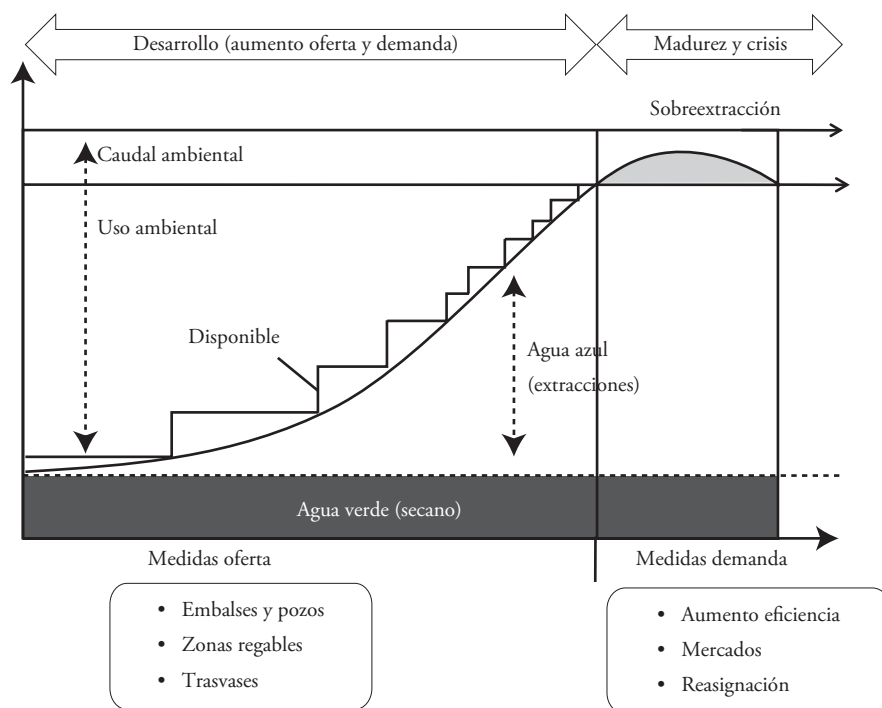 Desarrollo (aumento oferta y demanda)
Madurez y crisis
Sobreextracción
Caudal ambiental
Uso ambiental
Disponible
Agua azul
(extracciones)
Agua verde (secano)
Medidas oferta
• Embalses y pozos
• Zonas regables
• Trasvases
Medidas demanda
• Aumento eficiencia
• Mercados
• Reasignación